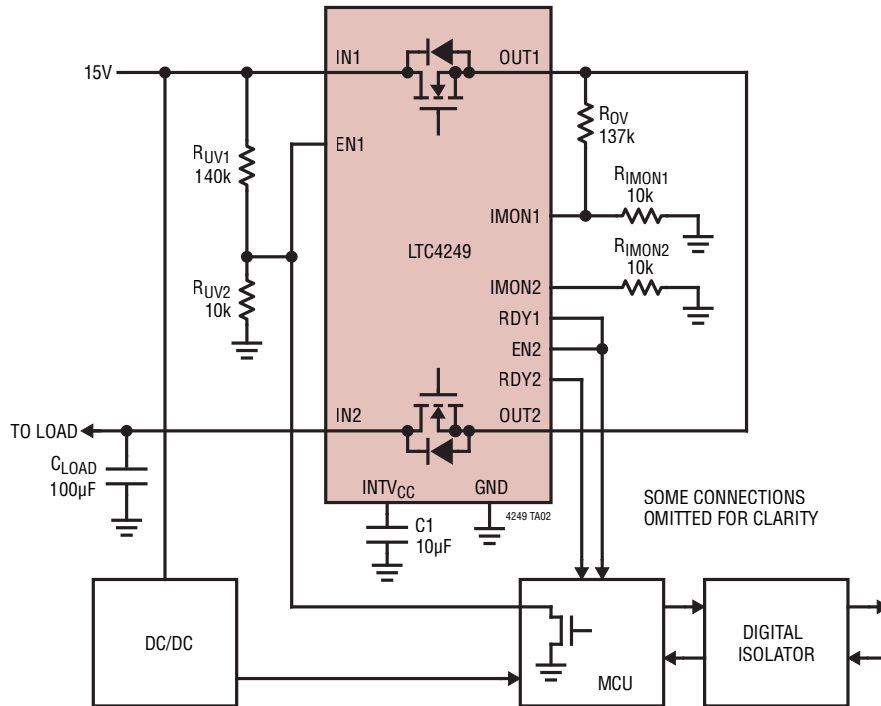 IN1
OUT1
15V
ROV
137k
RUV1
140k
EN1
RIMON1
10k
IMON1
LTC4249
RIMON2
10k
RUV2
10k
IMON2
RDY1
EN2
RDY2
TO LOAD
IN2
OUT2
CLOAD
100µF
INTVCC
GND
4249 TA02
SOME CONNECTIONS
OMITTED FOR CLARITY
C1
10µF
DC/DC
MCU
DIGITAL
ISOLATOR